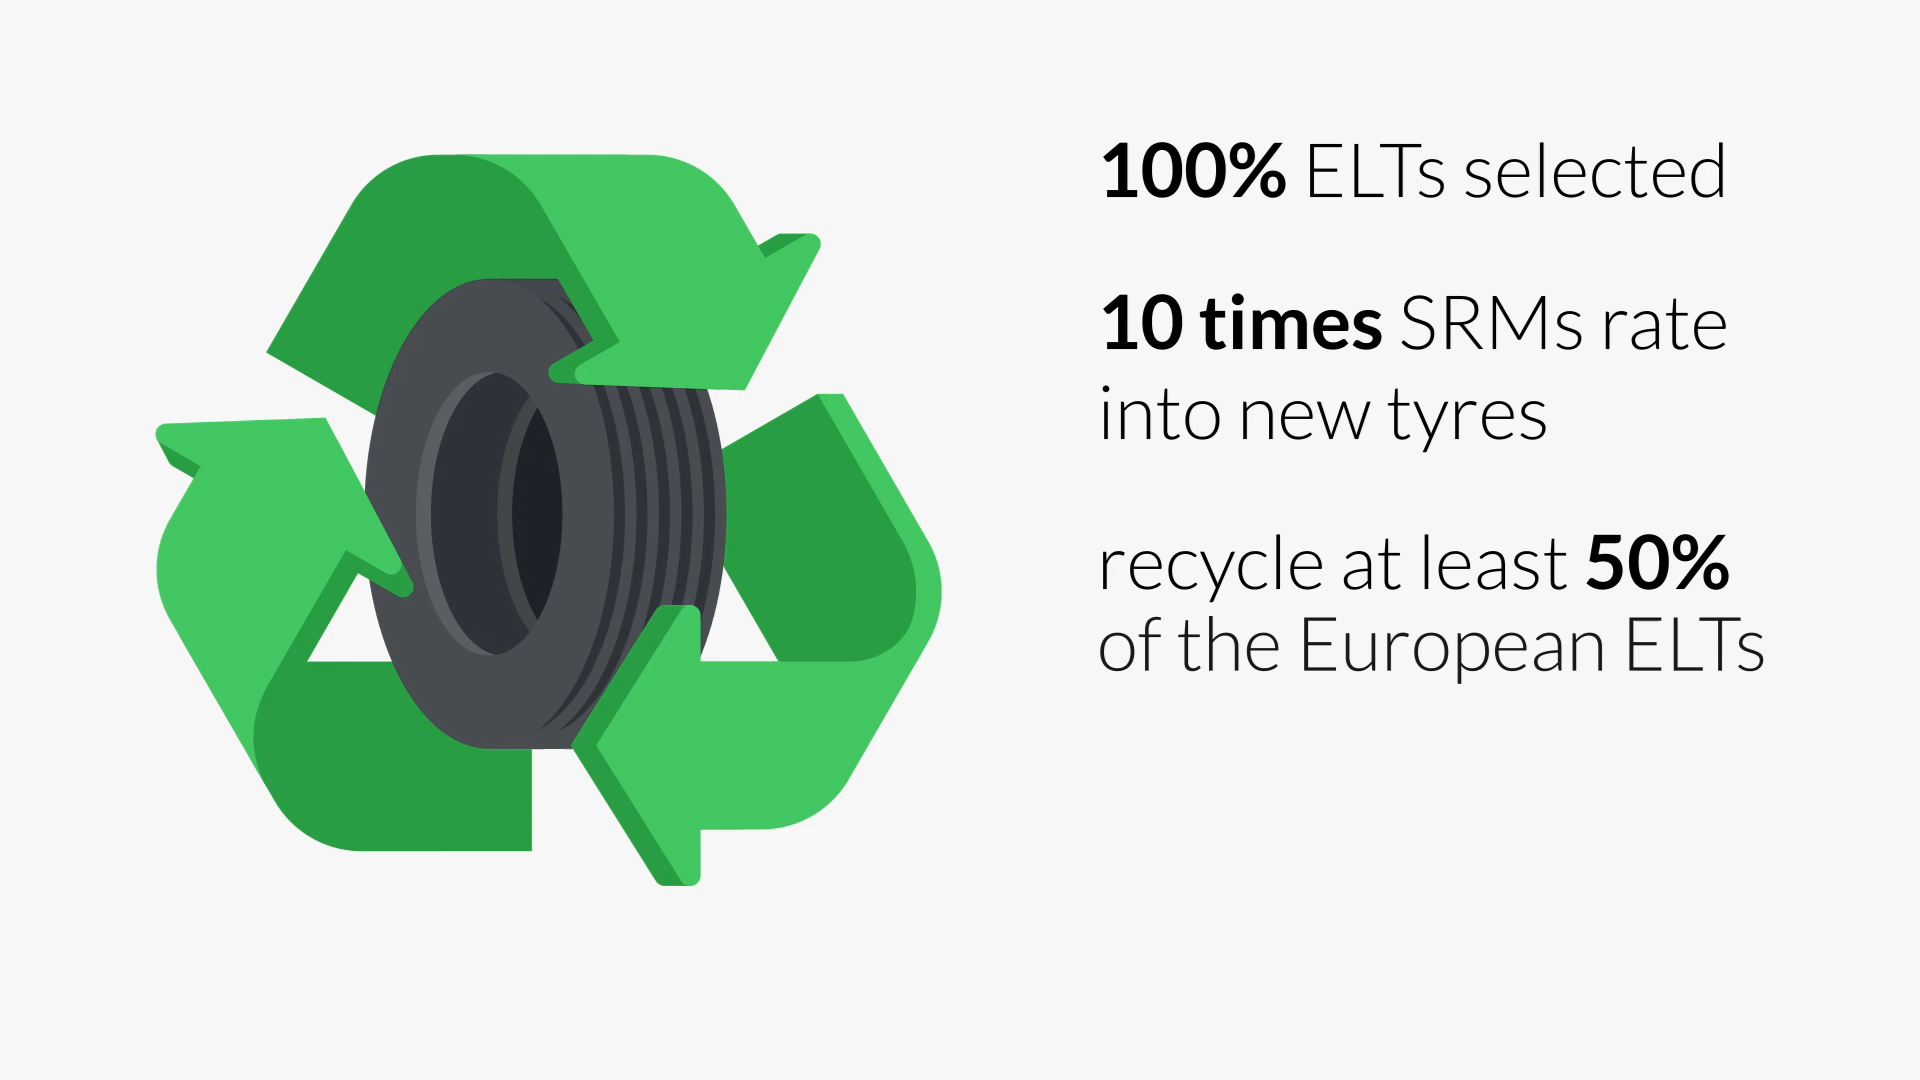 100% ELTs selected
10 times SRMs rate
into new tyres
recycle at least 50%
of the European ELTs